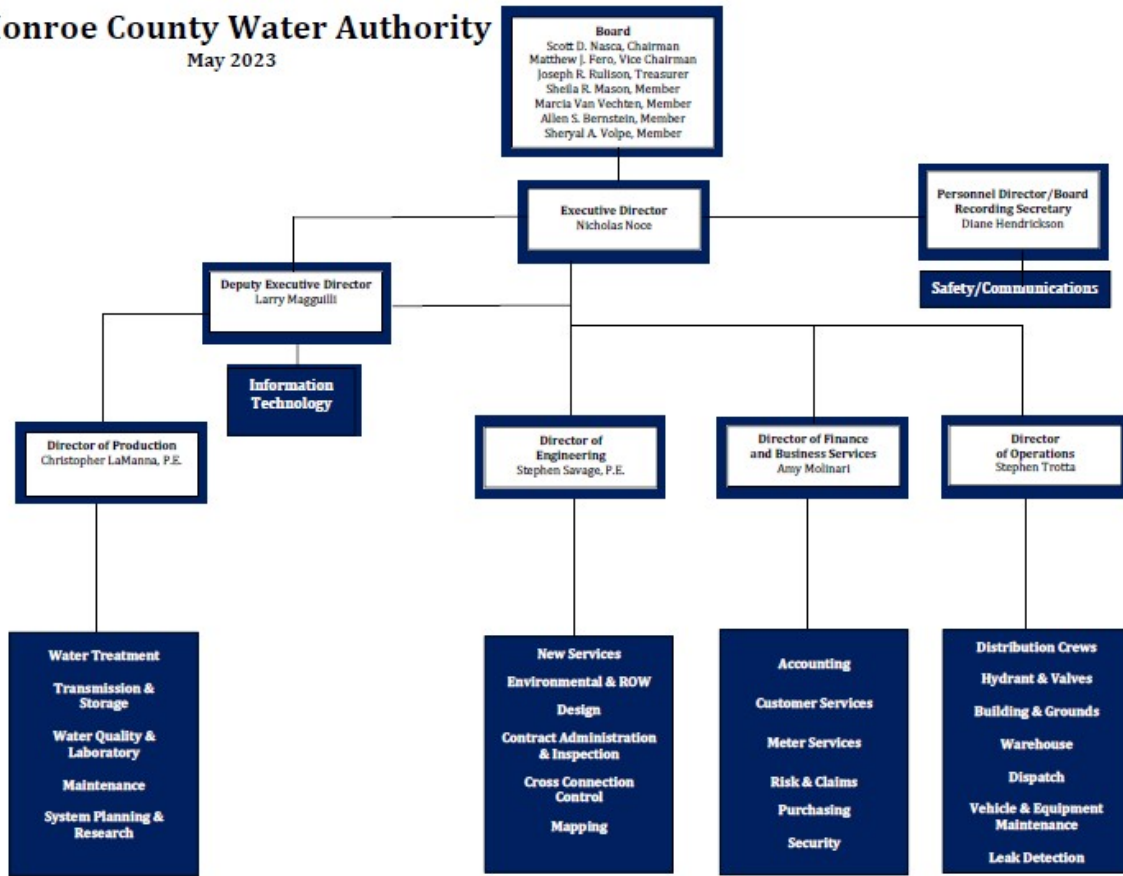 onroe County Water Authority
May 2023
Board
Scott D. Nasca, Chairman
Matthew J. Fero, Vice Chairman
Joseph R. Rulison, Treasurer
Sheila R. Mason, Member
Marcia Van Vechten, Member
Allen S. Bernstein, Member
Sheryal A. Volpe, Member
Executive Director
Nicholas Noce
Personnel Director/Board
Recording Secretary
Diane Hendrickson
Safety/Communications
Deputy Executive Director
Larry Magguilli
Information
Technology
Director of Production
Christopher LaManna, P.E.
Director of
Engineering
Stephen Savage, P.E.
Director of Finance
and Business Services
Amy Molinari
Director
of Operations
Stephen Trotta
Water Treatment
Transmission &
Storage
Water Quality &
Laboratory
Maintenance
System Planning &
Research
New Services
Environmental & ROW
Design
Contract Administration
& Inspection
Cross Connection
Control
Mapping
Accounting
Customer Services
Meter Services
Risk & Claims
Purchasing
Security
Distribution Crews
Hydrant & Valves
Building & Grounds
Warehouse
Dispatch
Vehicle & Equipment
Maintenance
Leak Detection